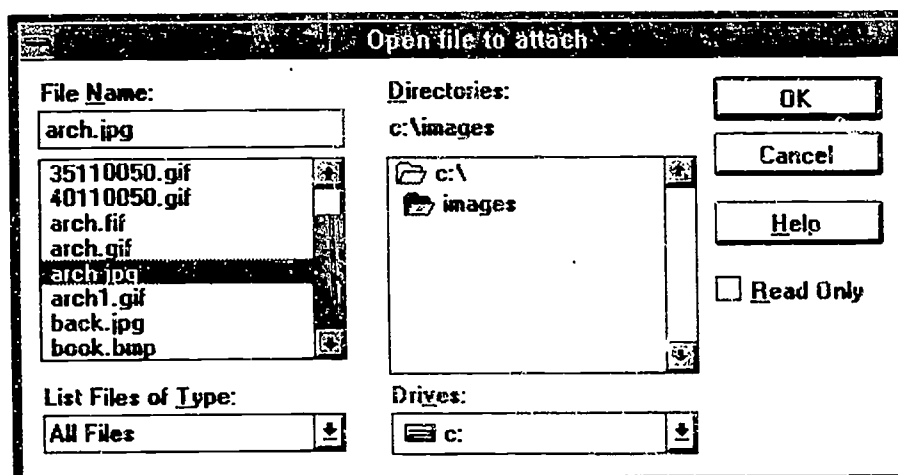 Open file to attach
File Name:
arch.jpg
35110050.gif
40110050.gif
arch.fif
arch.gif
arch.jpg
arch1.gif
back.jpg
book.bmp
List Files of Type:
All Files
Directories:
c:\images
c:\
images
Drives:
c:
OK
Cancel
Help
Read Only